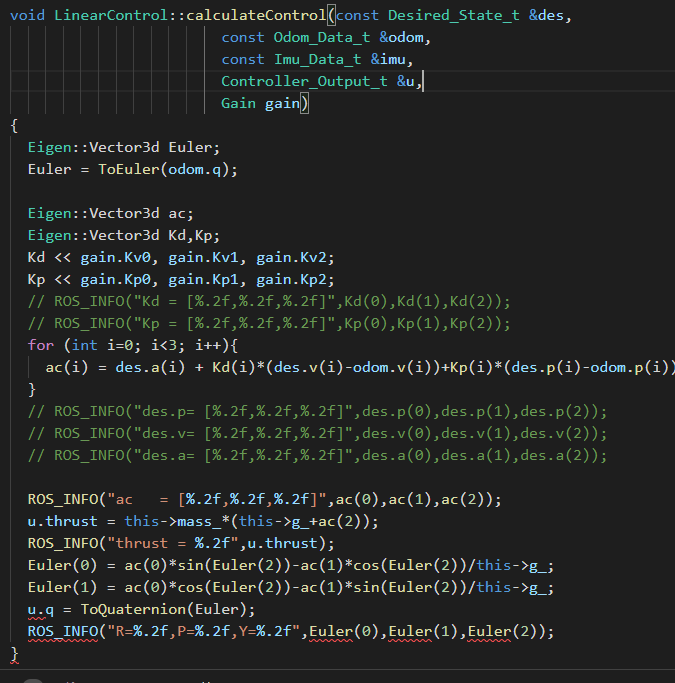 void LinearControl::calculateControl(const Desired_State_t &des,
const Odom_Data_t &odom,
const Imu_Data_t &imu,
Controller_Output_t &u,
Gain gain)
{
Eigen::Vector3d Euler;
Euler = ToEuler(odom.q);
Eigen::Vector3d ac;
Eigen::Vector3d Kd,Kp;
Kd << gain.Kv0, gain.Kv1, gain.Kv2;
Kp << gain.Kp0, gain.Kp1, gain.Kp2;
// ROS_INFO("Kd = [%.2f,%.2f,%.2f]",Kd(0),Kd(1),Kd(2));
// ROS_INFO("Kp = [%.2f,%.2f,%.2f]",Kp(0),Kp(1),Kp(2));
for (int i=0; i<3; i++){
ac(i) = des.a(i) + Kd(i)*(des.v(i)-odom.v(i))+Kp(i)*(des.p(i)-odom.p(i))
}
// ROS_INFO("des.p= [%.2f,%.2f,%.2f]",des.p(0),des.p(1),des.p(2));
// ROS_INFO("des.v= [%.2f,%.2f,%.2f]",des.v(0),des.v(1),des.v(2));
// ROS_INFO("des.a= [%.2f,%.2f,%.2f]",des.a(0),des.a(1),des.a(2));
ROS_INFO("ac   = [%.2f,%.2f,%.2f]",ac(0),ac(1),ac(2));
u.thrust = this->mass_*(this->g_+ac(2));
ROS_INFO("thrust = %.2f",u.thrust);
Euler(0) = ac(0)*sin(Euler(2))-ac(1)*cos(Euler(2))/this->g_;
Euler(1) = ac(0)*cos(Euler(2))-ac(1)*sin(Euler(2))/this->g_;
u.q = ToQuaternion(Euler);
ROS_INFO("R=%.2f,P=%.2f,Y=%.2f",Euler(0),Euler(1),Euler(2));
}